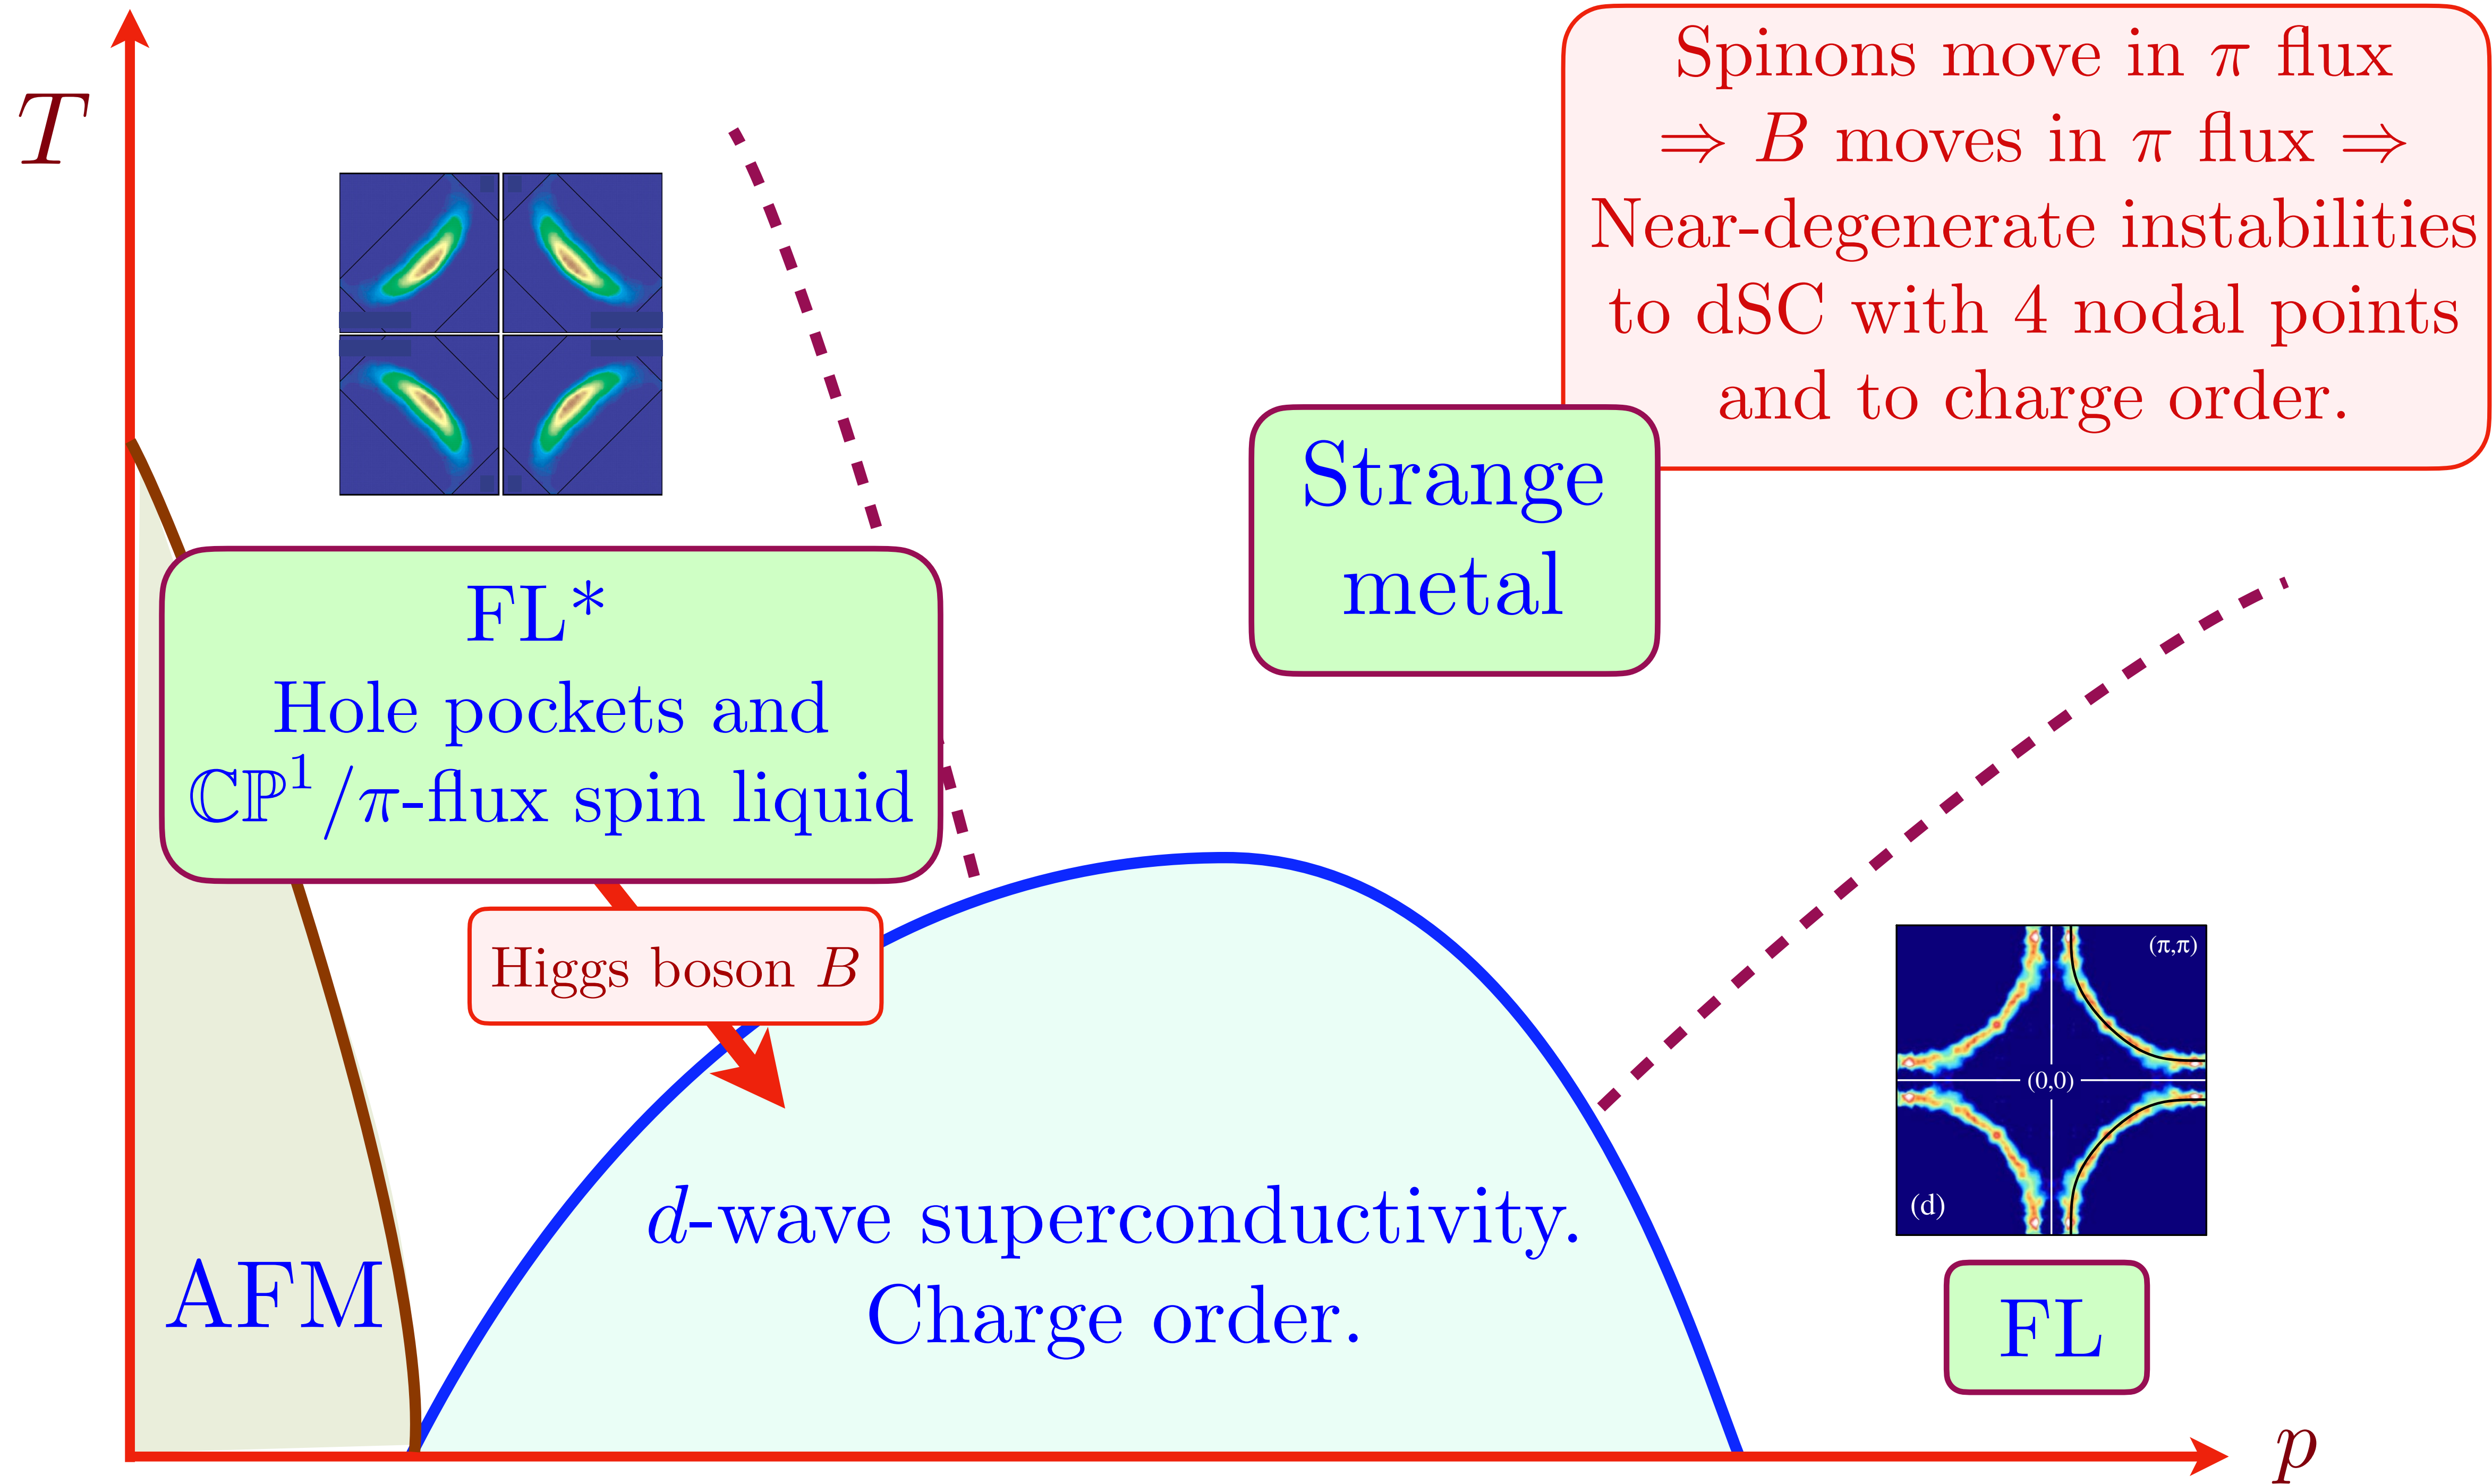 T
Spinons move in π flux
⇒ B moves in π flux ⇒
Near-degenerate instabilities
to dSC with 4 nodal points
and to charge order.
Strange
metal
FL*
Hole pockets and
ℂℙ¹/π-flux spin liquid
Higgs boson B
(π,π)
(0,0)
(d)
d-wave superconductivity.
Charge order.
AFM
FL
p